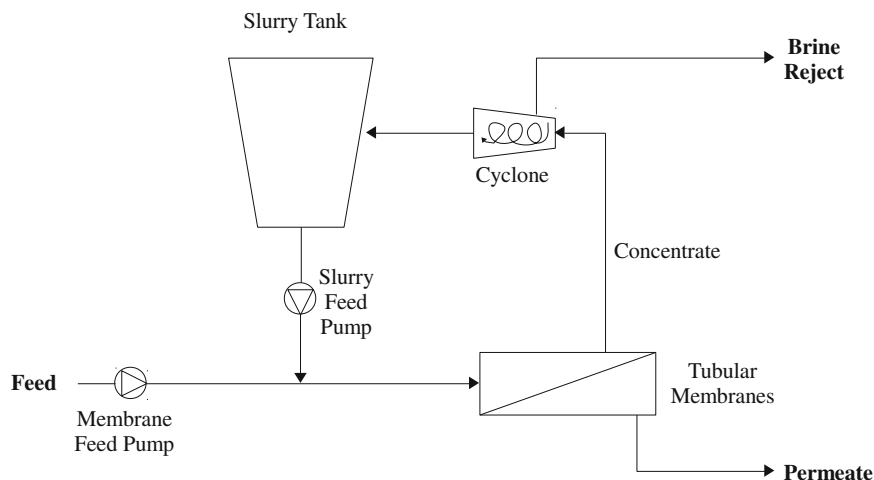 Slurry Tank
Brine
Reject
Cyclone
Concentrate
Slurry
Feed
Pump
Feed
Membrane
Feed Pump
Tubular
Membranes
Permeate